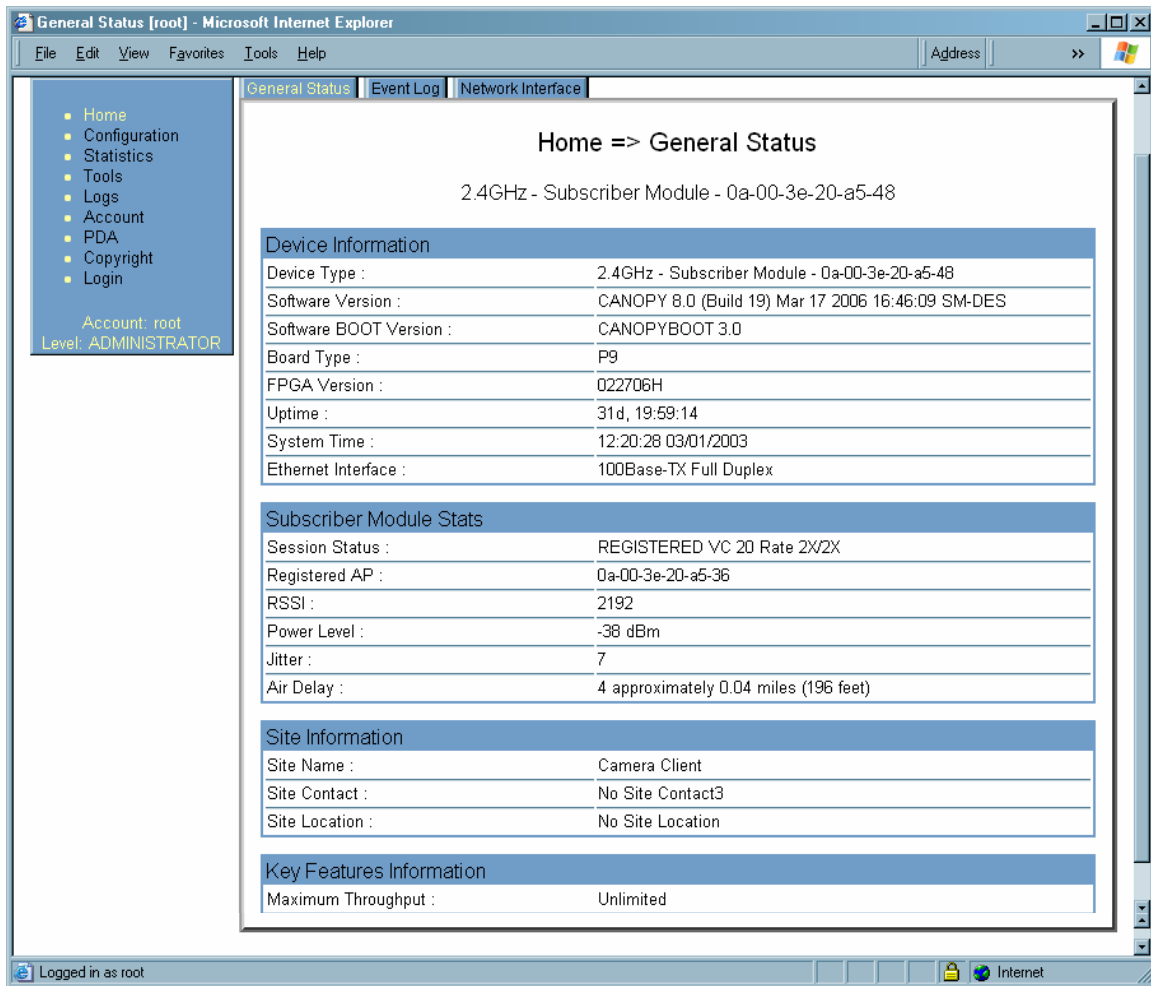 General Status [root] - Microsoft Internet Explorer
File Edit View Favorites Tools Help Address »
Home
Configuration
Statistics
Tools
Logs
Account
PDA
Copyright
Login
Account: root
Level: ADMINISTRATOR
General Status Event Log Network Interface
Home => General Status
2.4GHz - Subscriber Module - 0a-00-3e-20-a5-48
Device Information
Device Type : 2.4GHz - Subscriber Module - 0a-00-3e-20-a5-48
Software Version : CANOPY 8.0 (Build 19) Mar 17 2006 16:46:09 SM-DES
Software BOOT Version : CANOPYBOOT 3.0
Board Type : P9
FPGA Version : 022706H
Uptime : 31d, 19:59:14
System Time : 12:20:28 03/01/2003
Ethernet Interface : 100Base-TX Full Duplex
Subscriber Module Stats
Session Status : REGISTERED VC 20 Rate 2X/2X
Registered AP : 0a-00-3e-20-a5-36
RSSI : 2192
Power Level : -38 dBm
Jitter : 7
Air Delay : 4 approximately 0.04 miles (196 feet)
Site Information
Site Name : Camera Client
Site Contact : No Site Contact3
Site Location : No Site Location
Key Features Information
Maximum Throughput : Unlimited
Logged in as root Internet